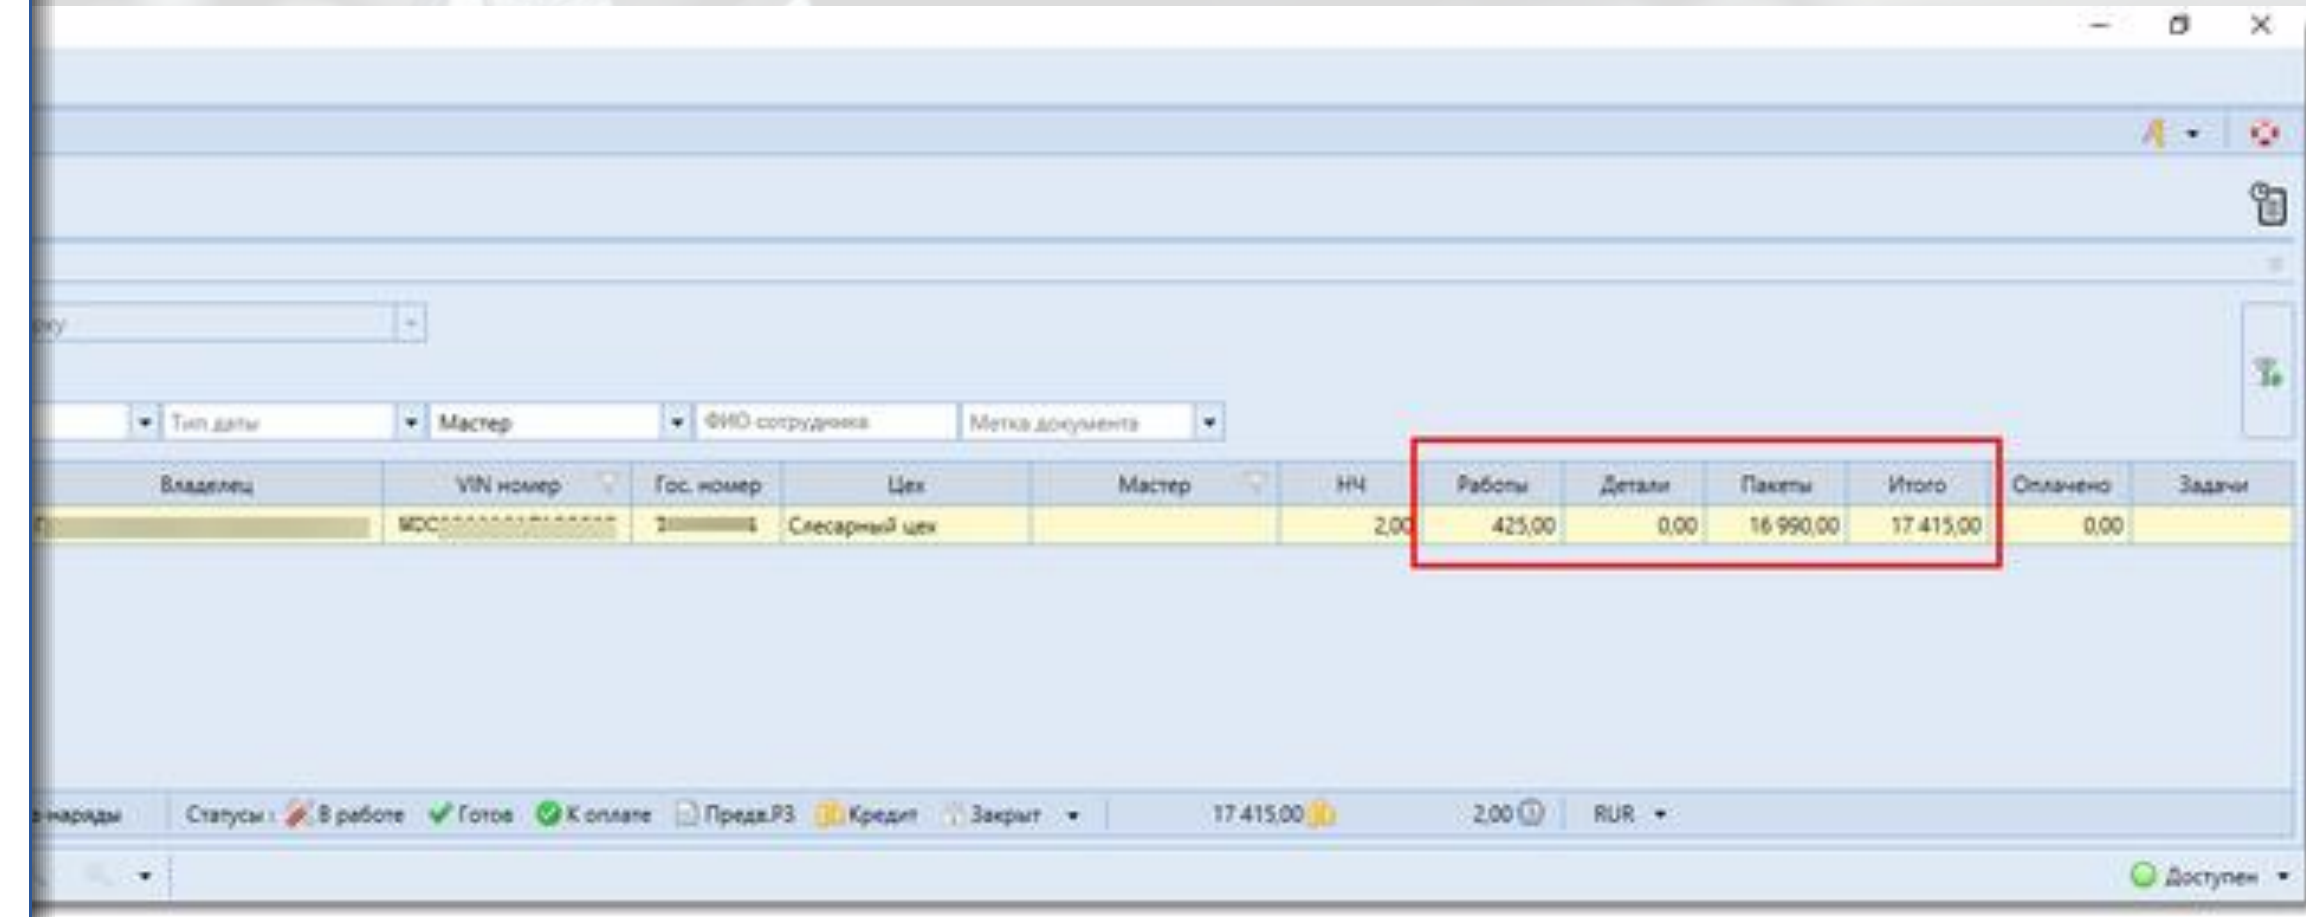 Тип даты Мастер ФИО сотрудника Метка документа
Владелец VIN номер Гос. номер Цех Мастер НЧ Работы Детали Пакеты Итого Оплачено Задачи
Слесарный цех 2,00 425,00 0,00 16 990,00 17 415,00 0,00
наряды Статусы : В работе Готов К оплате Предв.РЗ Кредит Закрыт 17 415,00 2,00 RUR
Доступен